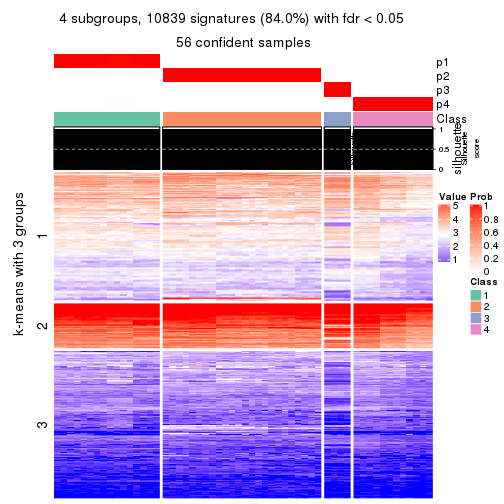 4 subgroups, 10839 signatures (84.0%) with fdr < 0.05
56 confident samples
p1
p2
p3
p4
Class
1
0.5
0
silhouette
Silhouette
score
k-means with 3 groups
1
2
3
Value
5
4
3
2
1
Prob
1
0.8
0.6
0.4
0.2
0
Class
1
2
3
4